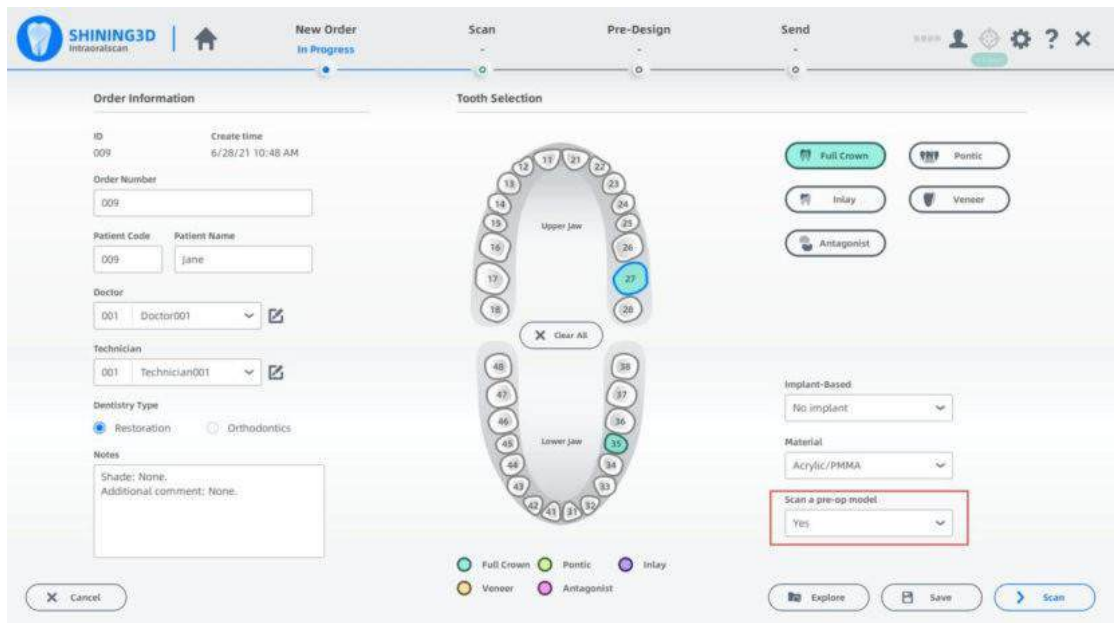 SHINING3D
Intraoralscan
New Order
In Progress
Scan
-
Pre-Design
-
Send
-
?
Order Information
ID
009
Create time
6/28/21 10:48 AM
Order Number
009
Patient Code
Patient Name
009
Jane
Doctor
001 Doctor001
Technician
001 Technician001
Dentistry Type
Restoration
Orthodontics
Notes
Shade: None.
Additional comment: None.
Cancel
Tooth Selection
12 11 21 22
13 23
14 24
15 25
16 26
17 27
18 28
Upper Jaw
Clear All
48 38
47 37
46 36
45 35
44 34
43 33
42 41 31 32
Lower Jaw
Full Crown
Pontic
Inlay
Veneer
Antagonist
Full Crown
Pontic
Inlay
Veneer
Antagonist
Implant-Based
No implant
Material
Acrylic/PMMA
Scan a pre-op model
Yes
Explore
Save
Scan